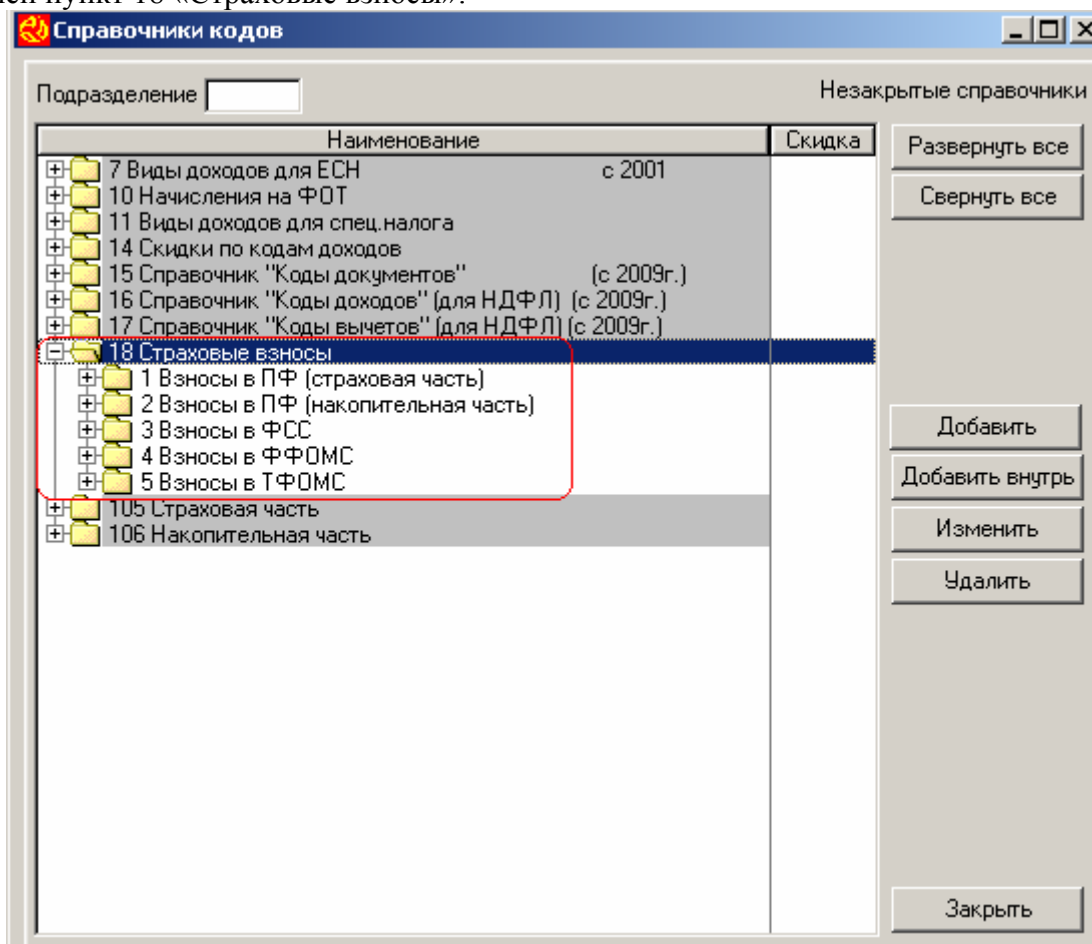 пункт 18 «Страховые взносы».
Справочники кодов
Подразделение
Незакрытые справочники
Наименование Скидка
7 Виды доходов для ЕСН с 2001
10 Начисления на ФОТ
11 Виды доходов для спец.налога
14 Скидки по кодам доходов
15 Справочник "Коды документов" (с 2009г.)
16 Справочник "Коды доходов" (для НДФЛ) (с 2009г.)
17 Справочник "Коды вычетов" (для НДФЛ) (с 2009г.)
18 Страховые взносы
1 Взносы в ПФ (страховая часть)
2 Взносы в ПФ (накопительная часть)
3 Взносы в ФСС
4 Взносы в ФФОМС
5 Взносы в ТФОМС
105 Страховая часть
106 Накопительная часть
Развернуть все
Свернуть все
Добавить
Добавить внутрь
Изменить
Удалить
Закрыть